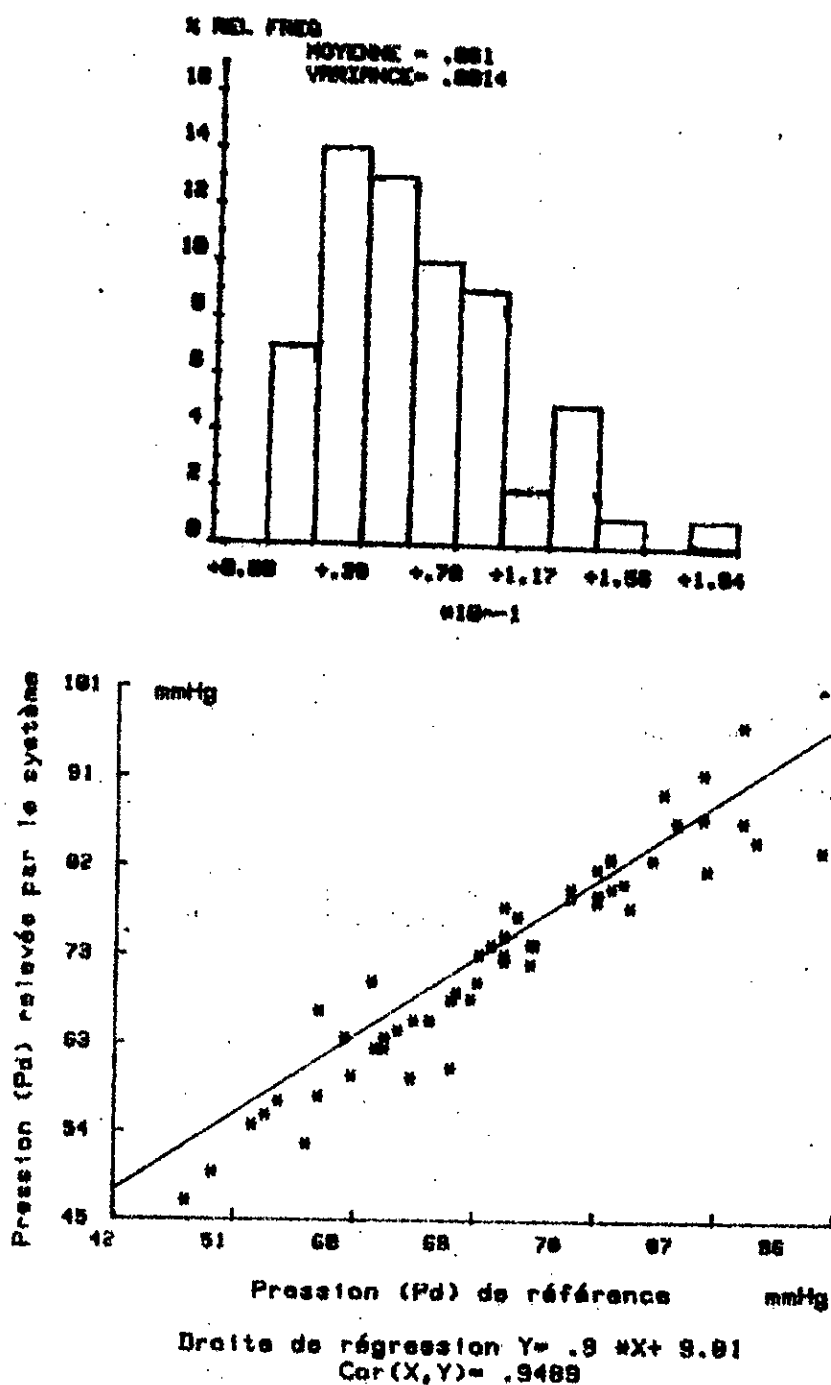 % REL. FREQ
MOYENNE = .061
VARIANCE= .0014
16
14
12
10
8
6
4
2
0
+0.00 +.39 +.78 +1.17 +1.56 +1.94
*10^-1
101 mmHg
91
82
73
63
54
45
Pression (Pd) relevée par le système
42 51 60 69 78 87 96
Pression (Pd) de référence mmHg
Droite de régression Y= .9 *X+ 9.01
Cor(X,Y)= .9489